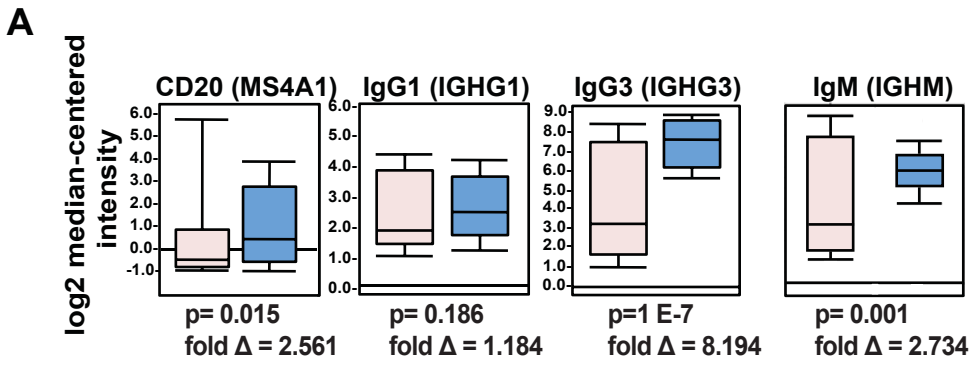 A
log2 median-centered
intensity
CD20 (MS4A1)
6.0
5.0
4.0
3.0
2.0
1.0
0.0
-1.0
p= 0.015
fold Δ = 2.561
IgG1 (IGHG1)
6.0
4.0
3.0
2.0
1.0
0.0
p= 0.186
fold Δ = 1.184
IgG3 (IGHG3)
9.0
8.0
7.0
6.0
5.0
4.0
3.0
2.0
1.0
0.0
p=1 E-7
fold Δ = 8.194
IgM (IGHM)
p= 0.001
fold Δ = 2.734